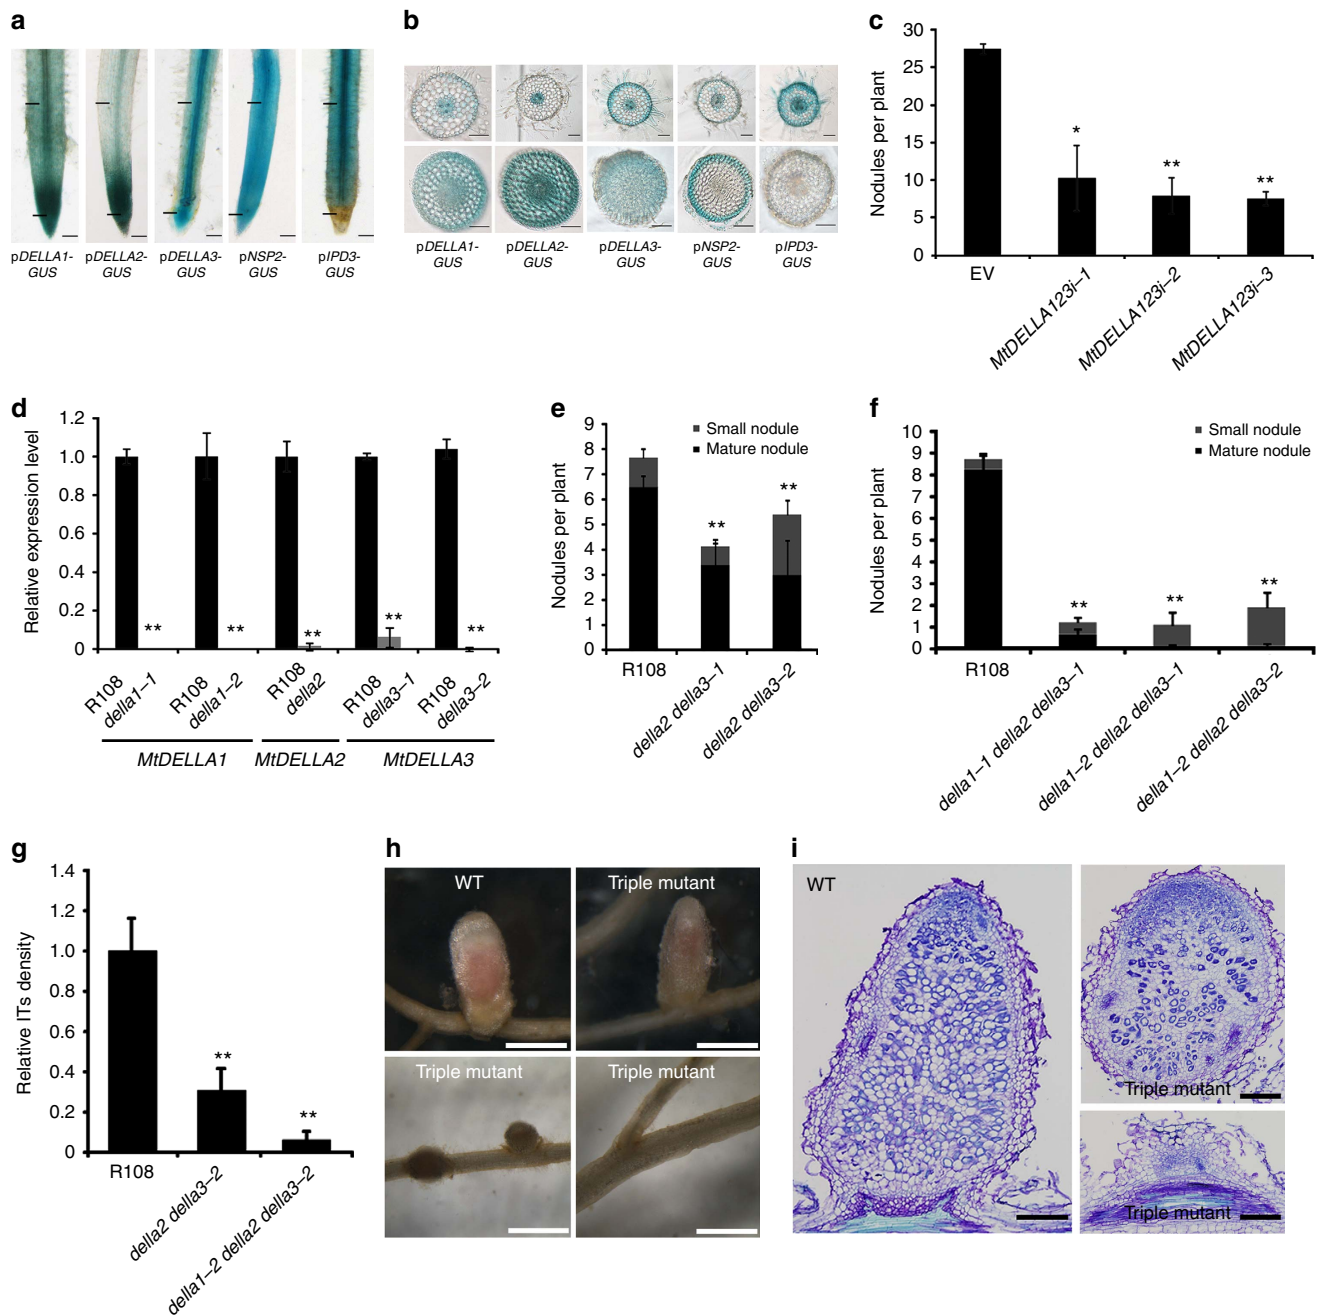 a
pDELLA1-
GUS
pDELLA2-
GUS
pDELLA3-
GUS
pNSP2-
GUS
pIPD3-
GUS
b
pDELLA1-
GUS
pDELLA2-
GUS
pDELLA3-
GUS
pNSP2-
GUS
pIPD3-
GUS
c
Nodules per plant
30
25
20
15
10
5
0
*
**
**
EV
MtDELLA123i–1
MtDELLA123i–2
MtDELLA123i–3
d
Relative expression level
1.2
1.0
0.6
0.4
0.2
0
**
**
**
**
**
R108
della1–1
R108
della1–2
R108
della2
R108
della3–1
R108
della3–2
MtDELLA1
MtDELLA2
MtDELLA3
e
Nodules per plant
9
8
7
6
5
4
3
2
1
0
Small nodule
Mature nodule
**
**
R108
della2 della3–1
della2 della3–2
f
Nodules per plant
10
9
8
7
6
5
4
3
2
1
0
Small nodule
Mature nodule
**
**
**
R108
della1–1 della2 della3–1
della1–2 della2 della3–1
della1–2 della2 della3–2
g
Relative ITs density
1.4
1.2
1.0
0.8
0.6
0.4
0.2
0
**
**
R108
della2 della3–2
della1–2 della2 della3–2
h
WT
Triple mutant
Triple mutant
Triple mutant
i
WT
Triple mutant
Triple mutant